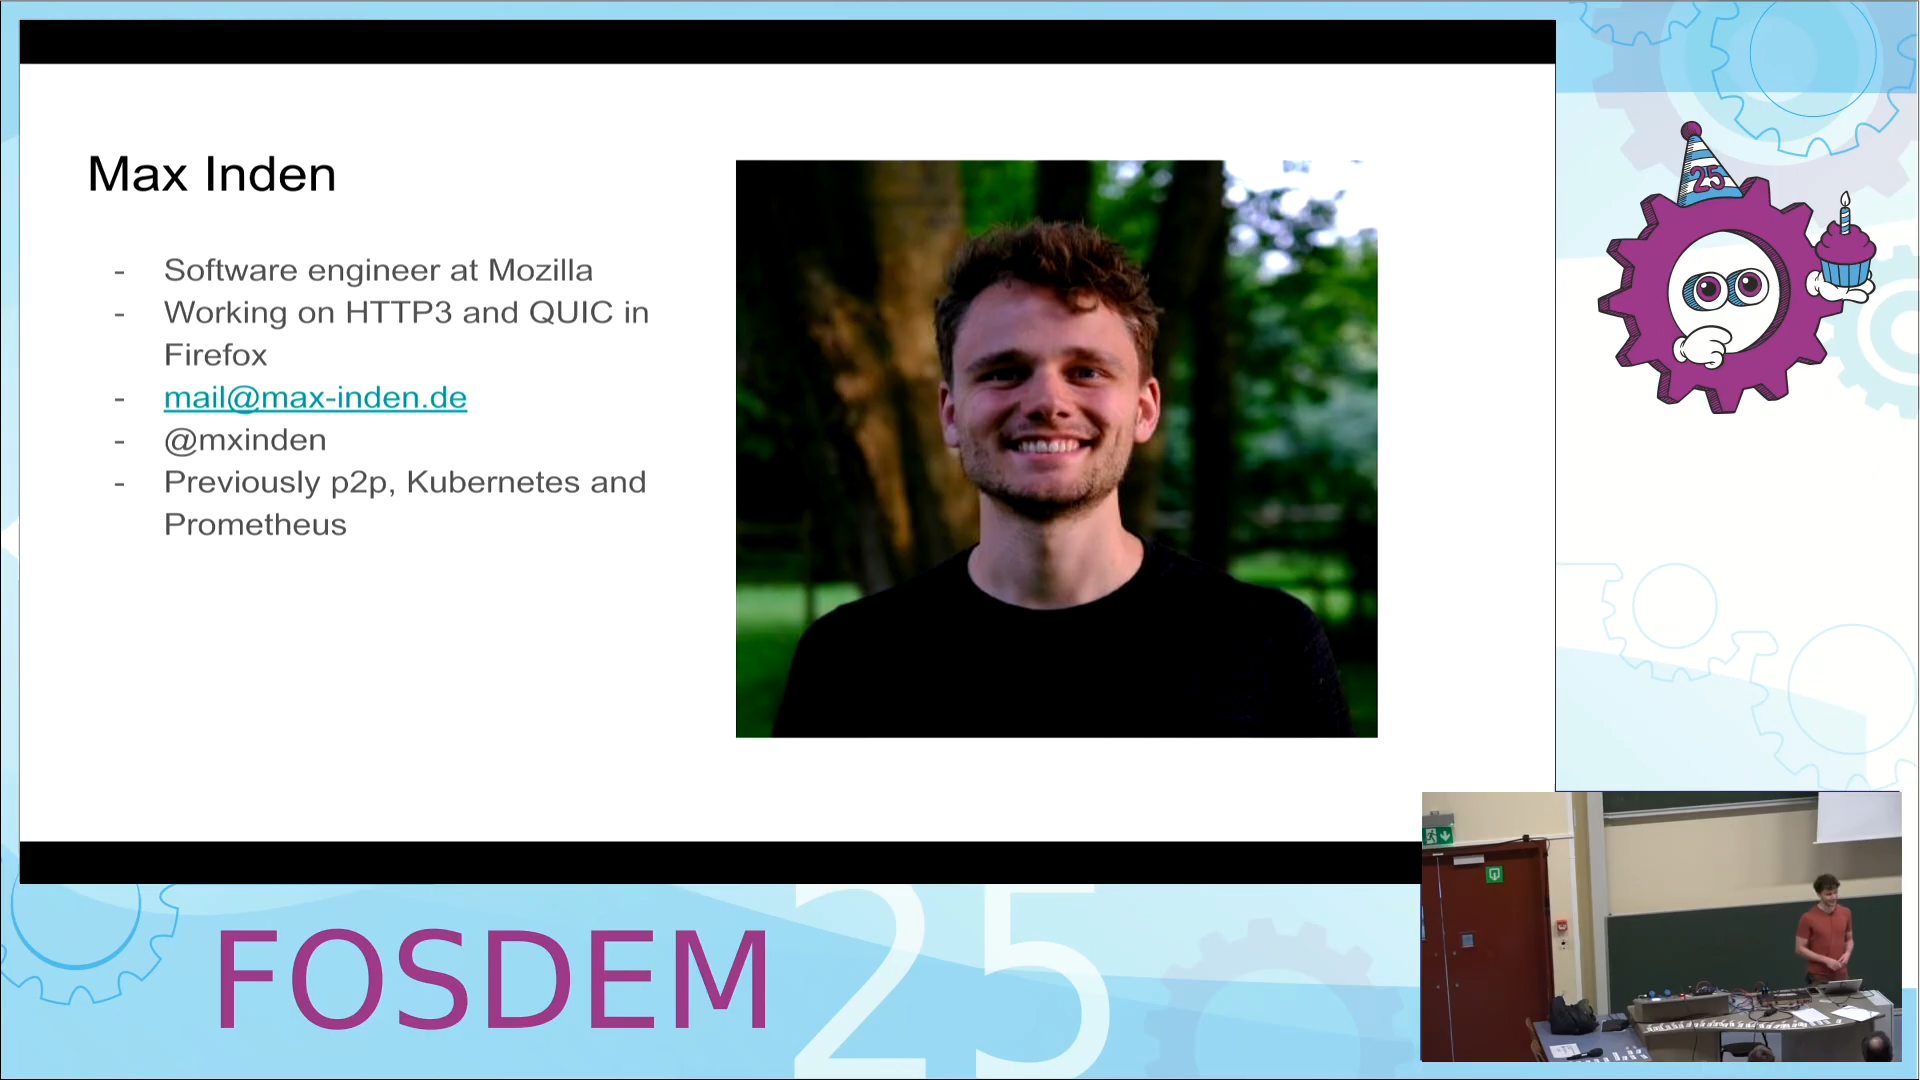 Max Inden
- Software engineer at Mozilla
- Working on HTTP3 and QUIC in
Firefox
- mail@max-inden.de
- @mxinden
- Previously p2p, Kubernetes and
Prometheus
25
FOSDEM 25